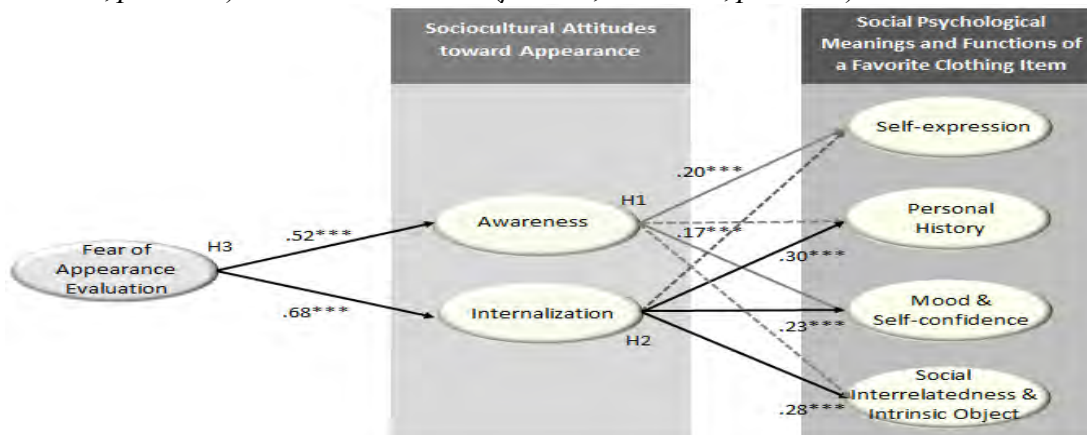 Sociocultural Attitudes
toward Appearance
Social Psychological
Meanings and Functions of
a Favorite Clothing Item
Self-expression
.20***
H1
Awareness
.17***
Personal
History
.52***
H3
Fear of
Appearance
Evaluation
.30***
.68***
Internalization
H2
Mood &
Self-confidence
.23***
Social
Interrelatedness &
Intrinsic Object
.28***